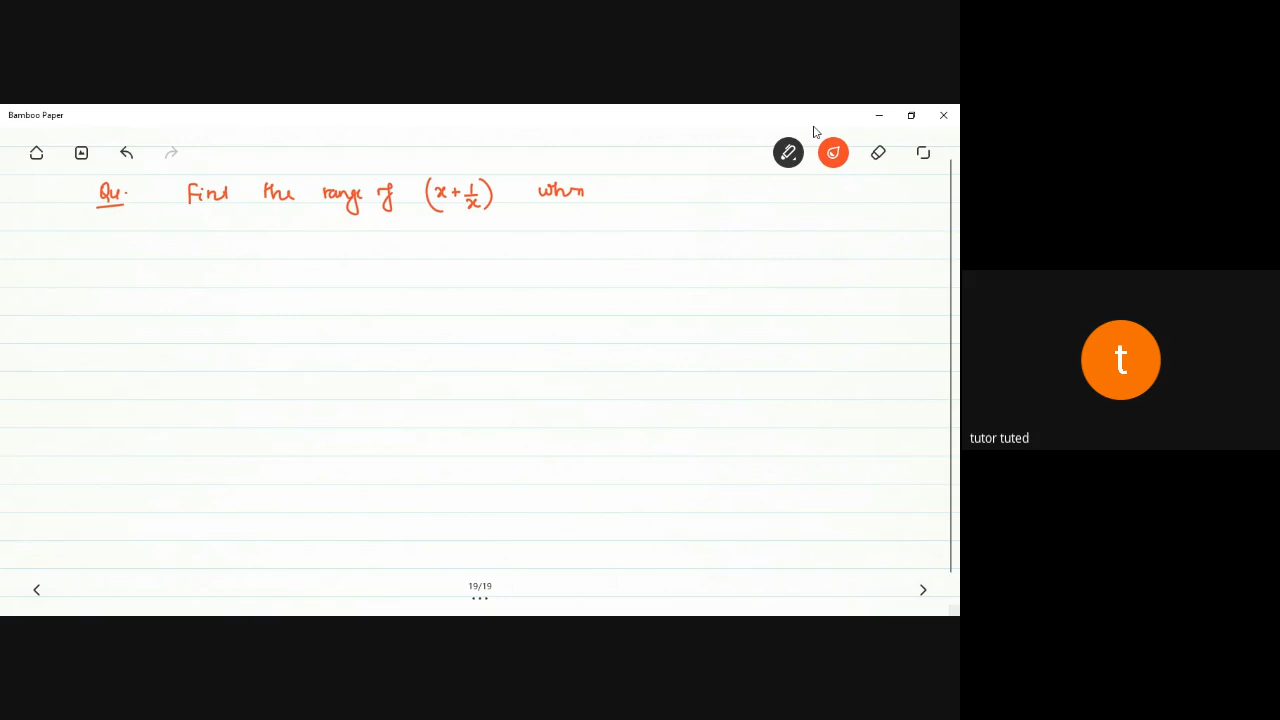 Bamboo Paper
Qu. Find the range of (x + 1/x) when
t
tutor tuted
19/19